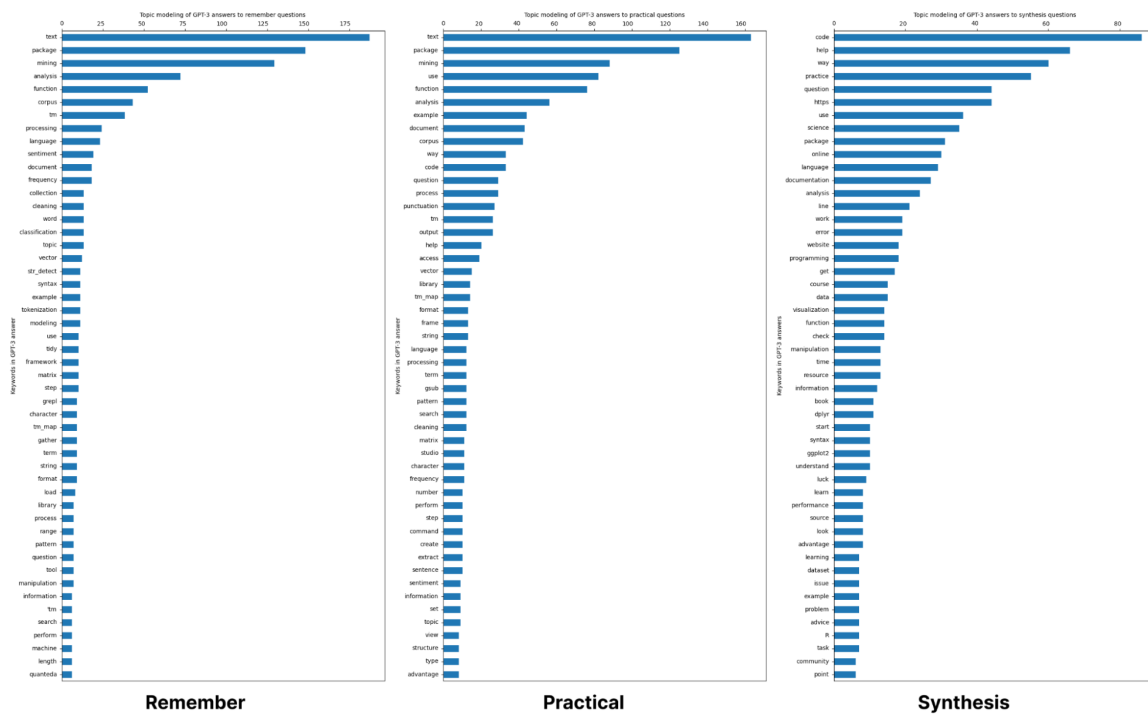 Topic modeling of GPT-3 answers to remember questions
0 25 50 75 100 125 150 175
Keywords in GPT-3 answer
text
package
mining
analysis
function
corpus
tm
processing
language
sentiment
document
frequency
collection
cleaning
word
classification
topic
vector
str_detect
syntax
example
tokenization
modeling
use
tidy
framework
matrix
step
grepl
character
tm_map
gather
term
string
format
load
library
process
range
pattern
question
tool
manipulation
information
'tm
search
perform
machine
length
quanteda
Remember
Topic modeling of GPT-3 answers to practical questions
0 20 40 60 80 100 120 140 160
Keywords in GPT-3 answer
text
package
mining
use
function
analysis
example
document
corpus
way
code
question
process
punctuation
tm
output
help
access
vector
library
tm_map
format
frame
string
language
processing
term
gsub
pattern
search
cleaning
matrix
studio
character
frequency
number
perform
step
command
create
extract
sentence
sentiment
information
set
topic
view
structure
type
advantage
Practical
Topic modeling of GPT-3 answers to synthesis questions
0 20 40 60 80
Keywords in GPT-3 answers
code
help
way
practice
question
https
use
science
package
online
language
documentation
analysis
line
work
error
website
programming
get
course
data
visualization
function
check
manipulation
time
resource
information
book
dplyr
start
syntax
ggplot2
understand
luck
learn
performance
source
look
advantage
learning
dataset
issue
example
problem
advice
R
task
community
point
Synthesis